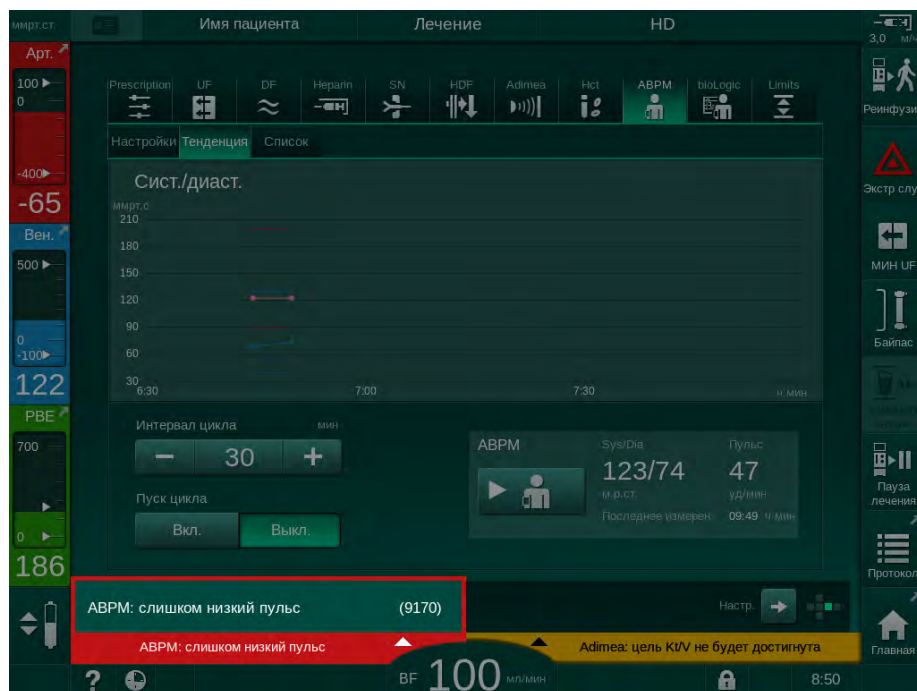 ммрт.ст.
Имя пациента
Лечение
HD
3,0 м/ч
Арт.
100
0
-400
-65
Вен.
500
0
-100
122
PBE
700
0
186
Prescription
UF
DF
Heparin
SN
HDF
Adimea
Hct
ABPM
bioLogic
Limits
Настройки
Тенденция
Список
Сист./диаст.
ммрт.с
210
180
150
120
90
60
30
6:30
7:00
7:30
ч:мин
Интервал цикла
мин
30
Пуск цикла
Вкл.
Выкл.
ABPM
Sys/Dia
Пульс
123/74
47
м.р.ст.
уд/мин
Последнее измерен.
09:49
ч:мин
ABPM: слишком низкий пульс
(9170)
Настр.
ABPM: слишком низкий пульс
Adimea: цель Kt/V не будет достигнута
?
BF
100
мл/мин
8:50
Реинфузи
Экстр слу
МИН UF
Байпас
Пауза
лечения
Протокол
Главная